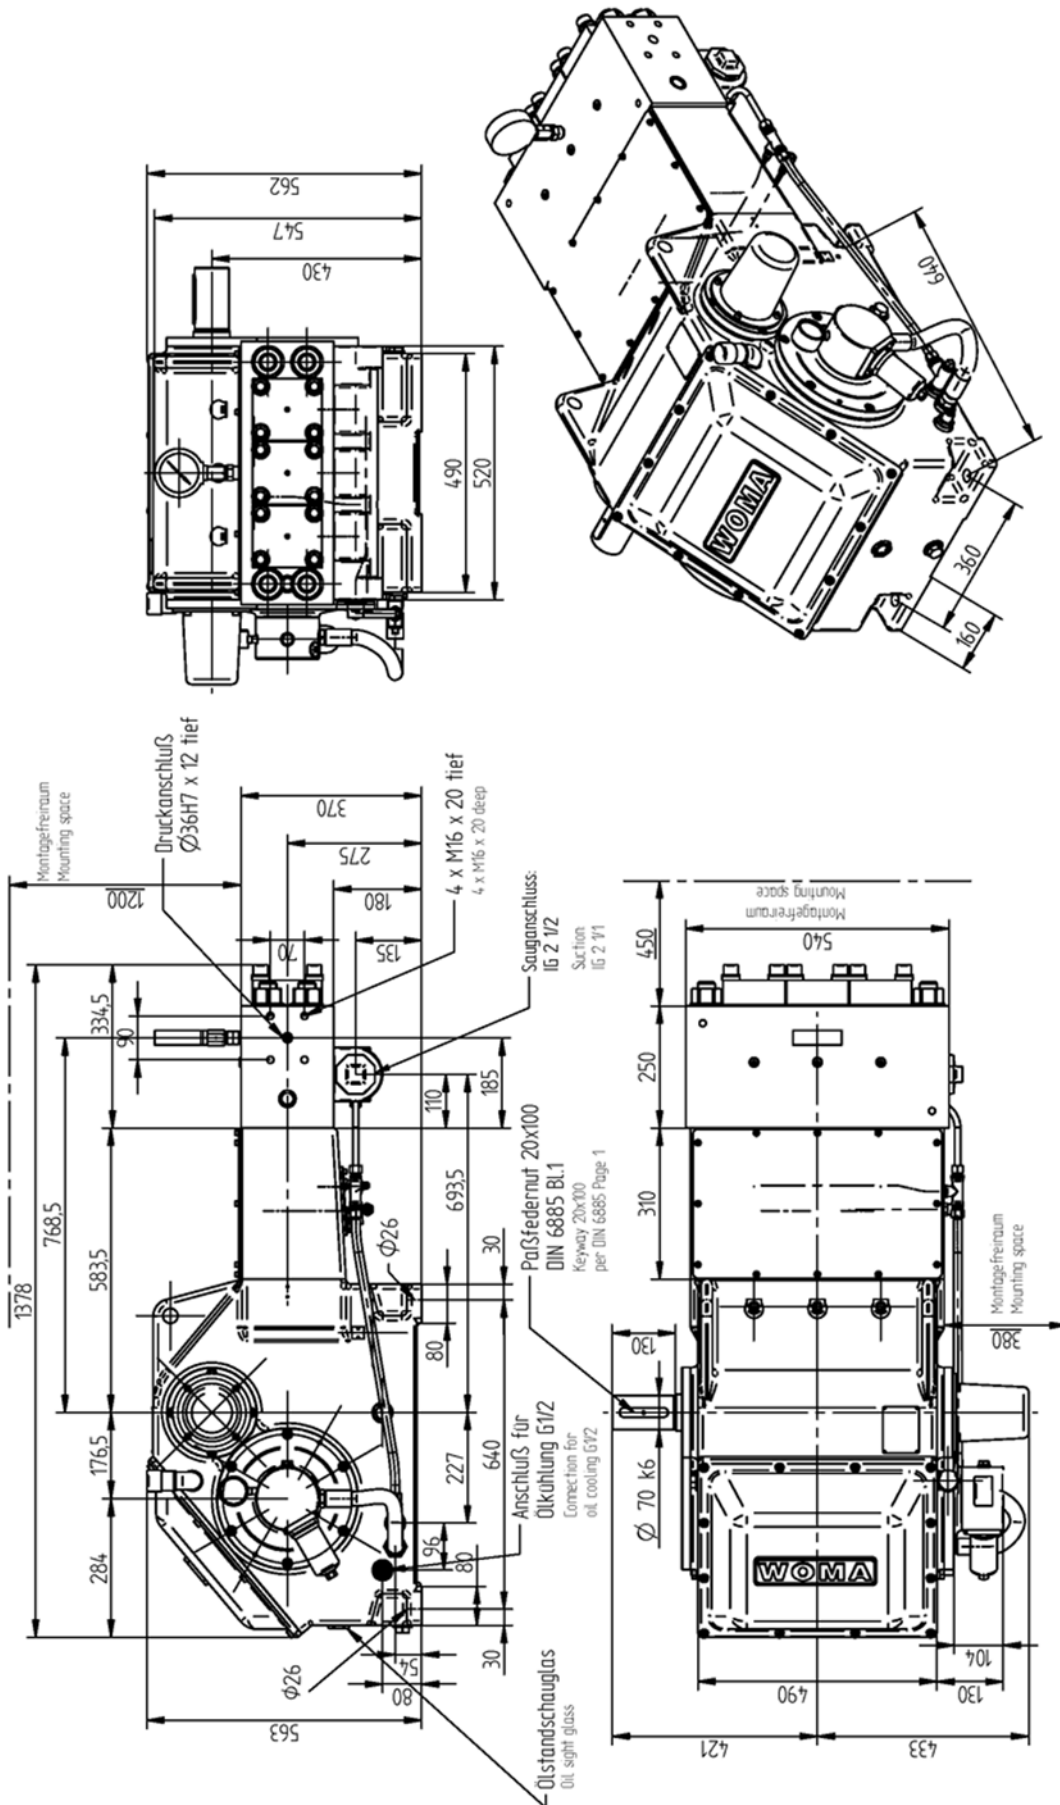 562
547
430
490
520
WOMA
640
360
160
Montagefreiraum
Mounting space
1200
Druckanschluß
Ø36H7 x 12 tief
370
275
180
135
70
4 x M16 x 20 tief
4 x M16 x 20 deep
Sauganschluss:
IG 2 1/2
Suction:
IG 2 1/1
1378
768,5
334,5
90
583,5
176,5
284
185
110
693,5
30
Φ26
80
640
227
96
80
30
54
80
Φ26
563
Anschluß für
Ölkühlung G1/2
Connection for
oil cooling G1/2
Ölstandschauglas
Oil sight glass
Paßfedernut 20x100
DIN 6885 Bl.1
Keyway 20x100
per DIN 6885 Page 1
Montagefreiraum
Mounting space
450
540
250
310
130
Ø 70 k6
Montagefreiraum
Mounting space
380
WOMA
104
490
130
421
433